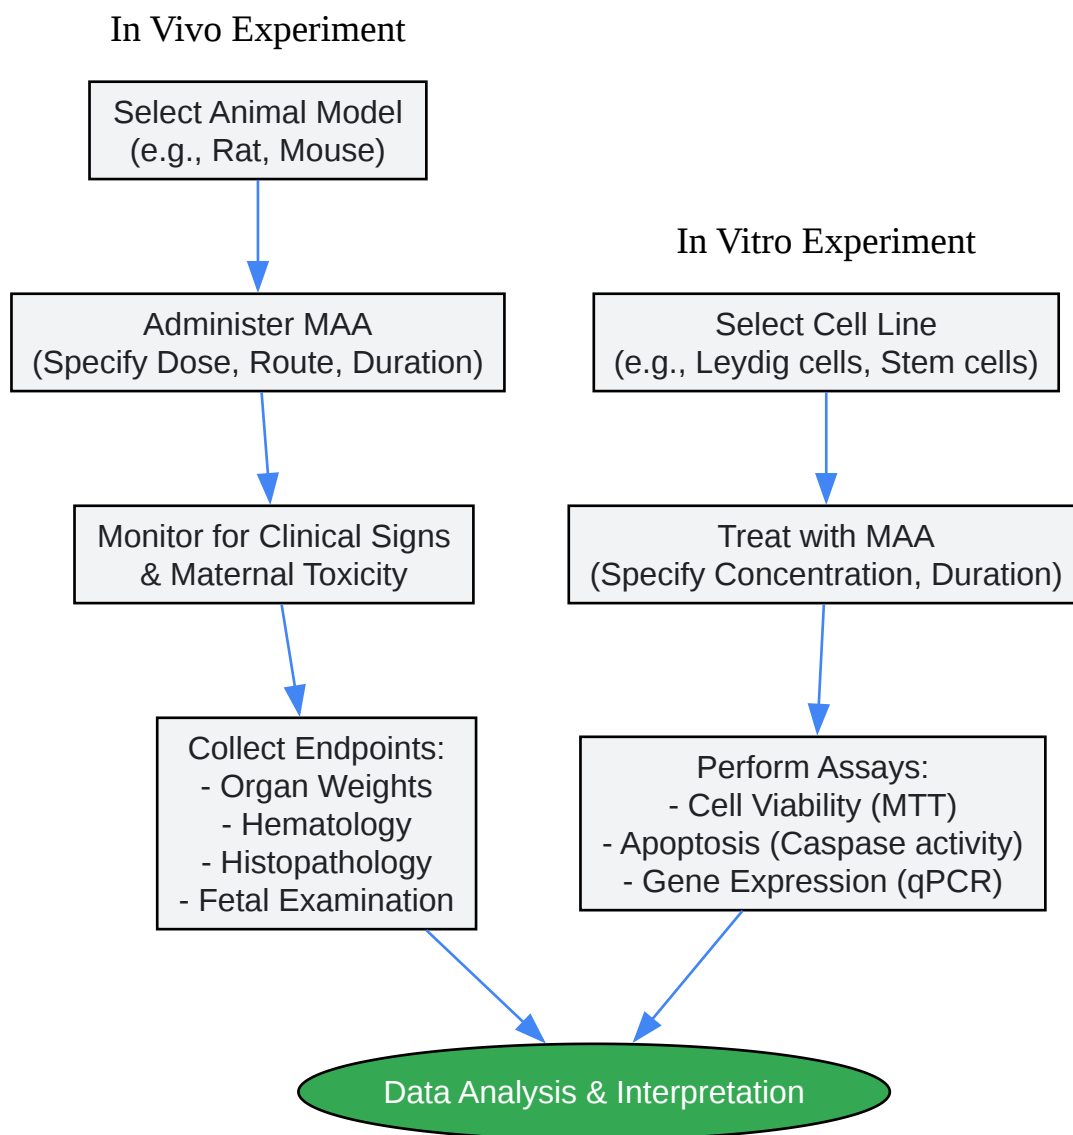 In Vivo Experiment
Select Animal Model
(e.g., Rat, Mouse)
Administer MAA
(Specify Dose, Route, Duration)
Monitor for Clinical Signs
& Maternal Toxicity
Collect Endpoints:
- Organ Weights
- Hematology
- Histopathology
- Fetal Examination
In Vitro Experiment
Select Cell Line
(e.g., Leydig cells, Stem cells)
Treat with MAA
(Specify Concentration, Duration)
Perform Assays:
- Cell Viability (MTT)
- Apoptosis (Caspase activity)
- Gene Expression (qPCR)
Data Analysis & Interpretation